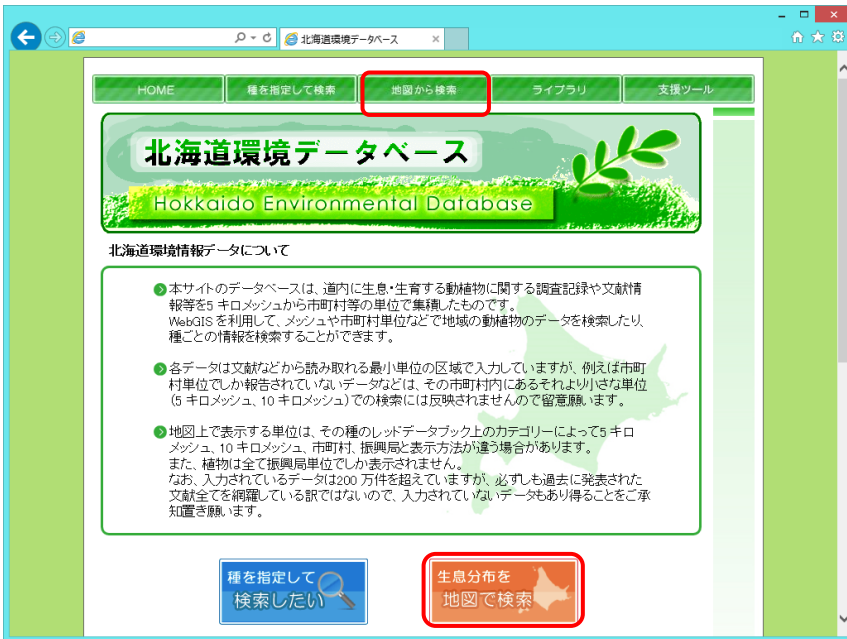 北海道環境データベース
HOME 種を指定して検索 地図から検索 ライブラリ 支援ツール
北海道環境データベース
Hokkaido Environmental Database
北海道環境情報データについて
本サイトのデータベースは、道内に生息・生育する動植物に関する調査記録や文献情
報等を5 キロメッシュから市町村等の単位で集積したものです。
WebGIS を利用して、メッシュや市町村単位などで地域の動植物のデータを検索したり、
種ごとの情報を検索することができます。
各データは文献などから読み取れる最小単位の区域で入力していますが、例えば市町
村単位でしか報告されていないデータなどは、その市町村内にあるそれより小さな単位
(5 キロメッシュ、10 キロメッシュ)での検索には反映されませんので留意願います。
地図上で表示する単位は、その種のレッドデータブック上のカテゴリーによって5 キロ
メッシュ、10 キロメッシュ、市町村、振興局と表示方法が違う場合があります。
また、植物は全て振興局単位でしか表示されません。
なお、入力されているデータは200 万件を超えていますが、必ずしも過去に発表された
文献全てを網羅している訳ではないので、入力されていないデータもあり得ることをご承
知置き願います。
種を指定して
検索したい
生息分布を
地図で検索